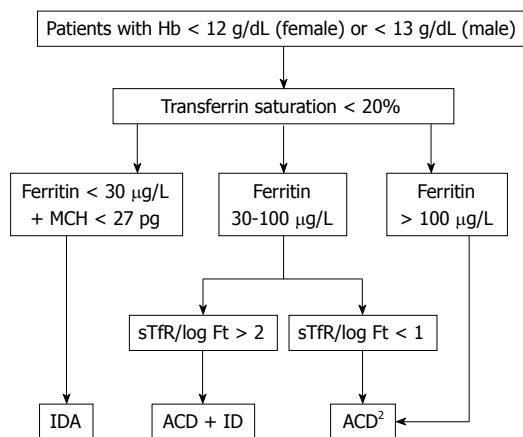 Patients with Hb < 12 g/dL (female) or < 13 g/dL (male)
Transferrin saturation < 20%
Ferritin < 30 µg/L
+ MCH < 27 pg
Ferritin
30-100 µg/L
Ferritin
> 100 µg/L
sTfR/log Ft > 2
sTfR/log Ft < 1
IDA
ACD + ID
ACD²